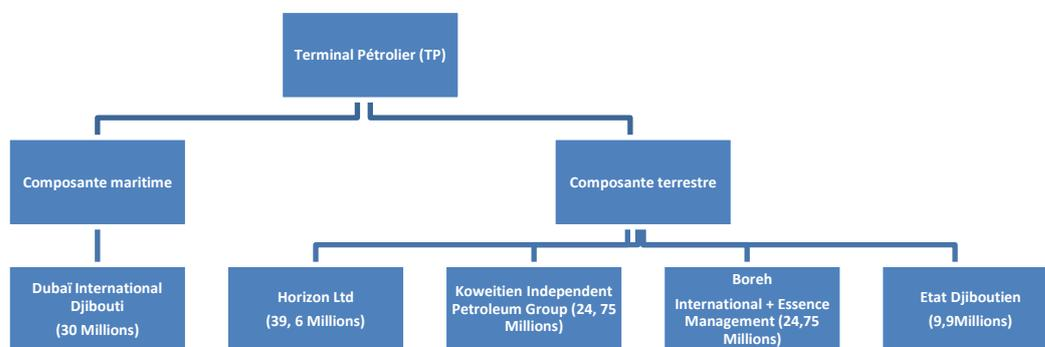 Terminal Pétrolier (TP)
Composante maritime
Composante terrestre
Dubaï International
Djibouti
(30 Millions)
Horizon Ltd
(39, 6 Millions)
Koweitien Independent
Petroleum Group (24, 75
Millions)
Boreh
International + Essence
Management (24,75
Millions)
Etat Djiboutien
(9,9Millions)